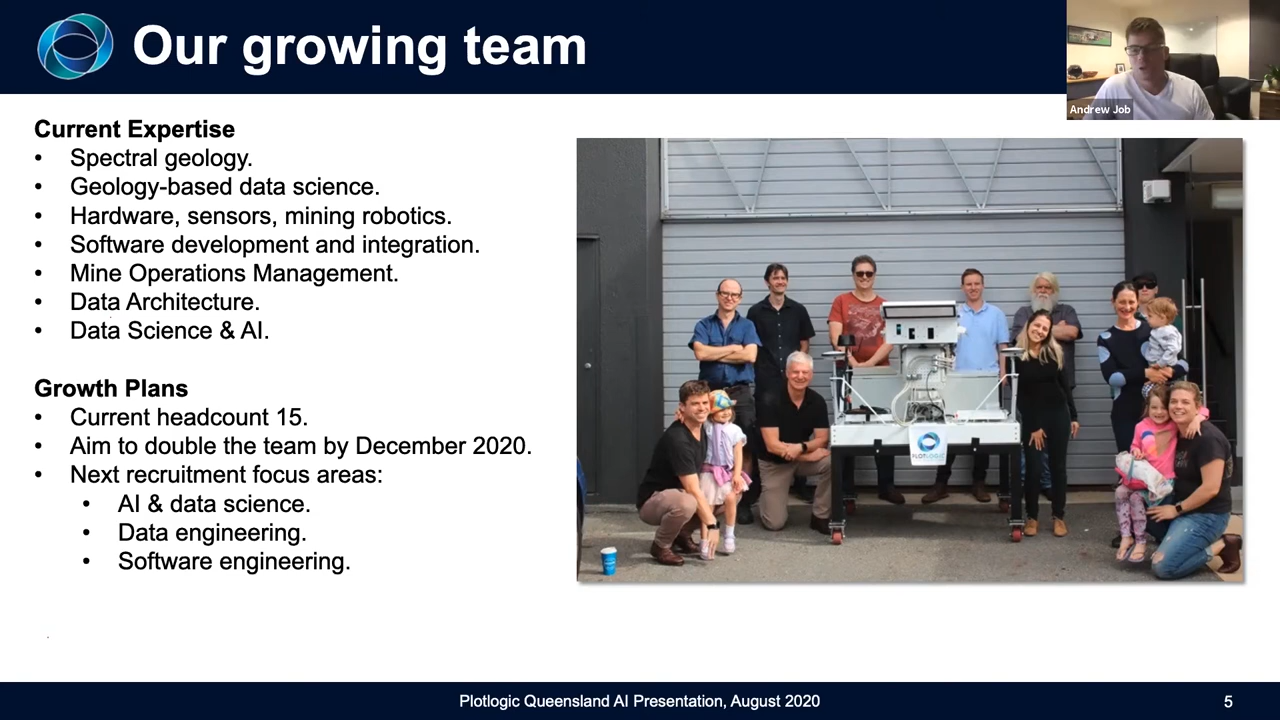 Our growing team
Andrew Job
Current Expertise
• Spectral geology.
• Geology-based data science.
• Hardware, sensors, mining robotics.
• Software development and integration.
• Mine Operations Management.
• Data Architecture.
• Data Science & AI.
Growth Plans
• Current headcount 15.
• Aim to double the team by December 2020.
• Next recruitment focus areas:
• AI & data science.
• Data engineering.
• Software engineering.
PLOTLOGIC
Plotlogic Queensland AI Presentation, August 2020
5